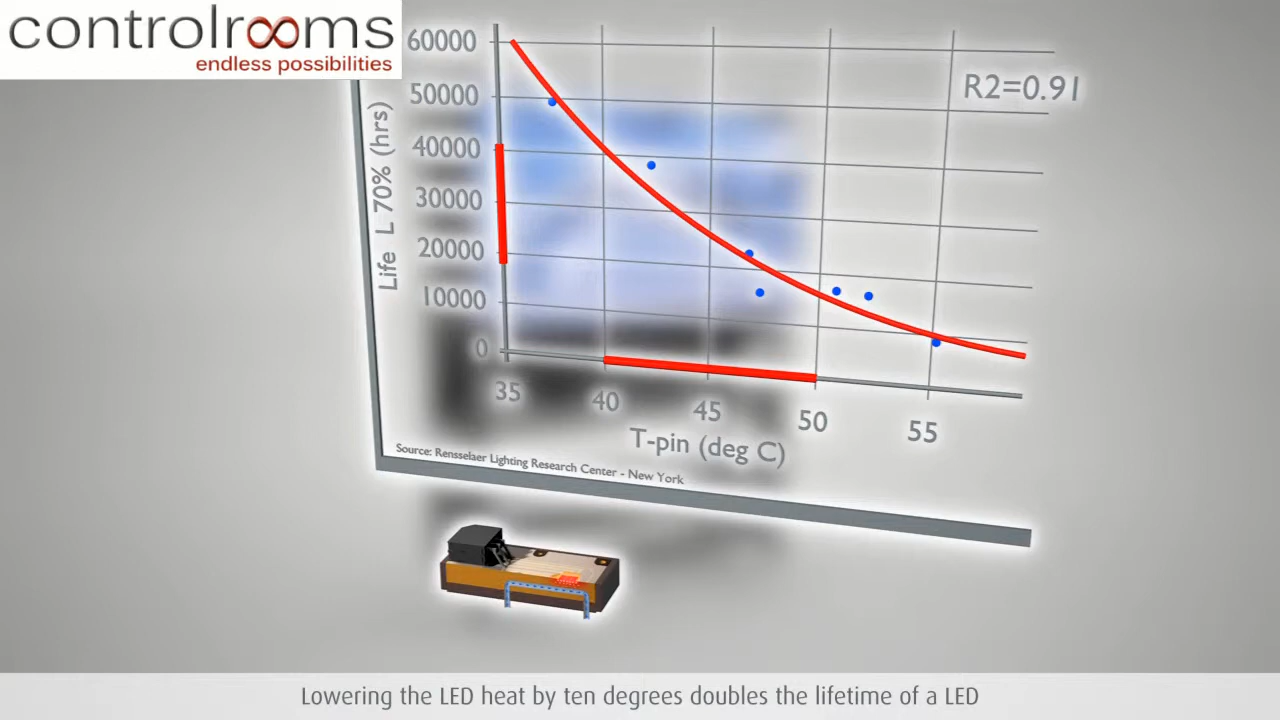 controlrooms
endless possibilities
60000
50000
40000
30000
20000
10000
0
Life L 70% (hrs)
R2=0.91
35
40
45
50
55
T-pin (deg C)
Source: Rensselaer Lighting Research Center - New York
Lowering the LED heat by ten degrees doubles the lifetime of a LED